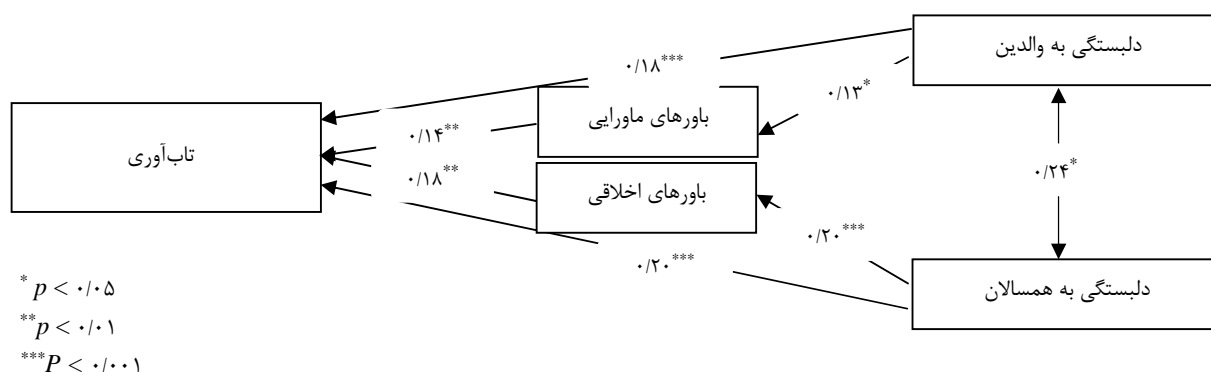 دلبستگی به والدین
۰/۱۸***
۰/۱۳*
باورهای ماورایی
۰/۱۴**
تاب‌آوری
۰/۲۴*
۰/۱۸**
باورهای اخلاقی
۰/۲۰***
۰/۲۰***
دلبستگی به همسالان
* p < ۰/۰۵
**p < ۰/۰۱
***P < ۰/۰۰۱